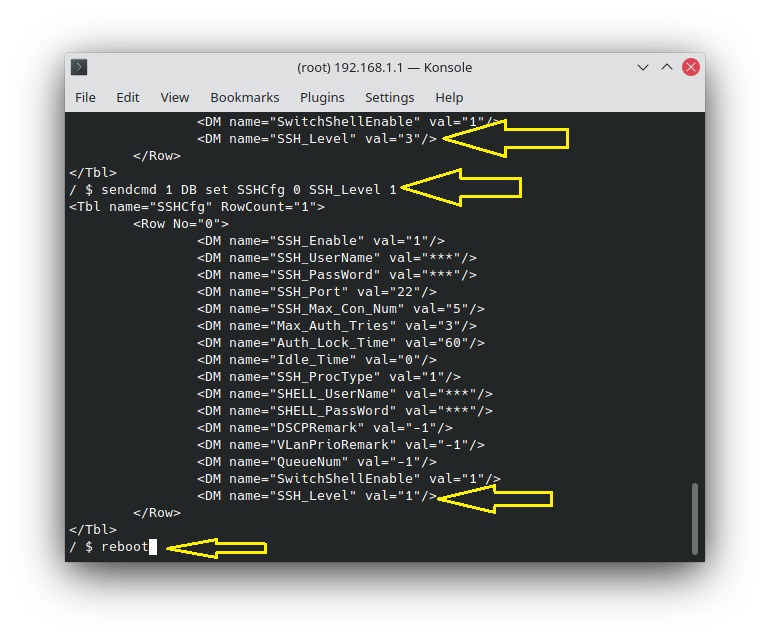 (root) 192.168.1.1 — Konsole
File Edit View Bookmarks Plugins Settings Help
<DM name="SwitchShellEnable" val="1"/>
<DM name="SSH_Level" val="3"/>
</Row>
</Tbl>
/ $ sendcmd 1 DB set SSHCfg 0 SSH_Level 1
<Tbl name="SSHCfg" RowCount="1">
<Row No="0">
<DM name="SSH_Enable" val="1"/>
<DM name="SSH_UserName" val="***"/>
<DM name="SSH_PassWord" val="***"/>
<DM name="SSH_Port" val="22"/>
<DM name="SSH_Max_Con_Num" val="5"/>
<DM name="Max_Auth_Tries" val="3"/>
<DM name="Auth_Lock_Time" val="60"/>
<DM name="Idle_Time" val="0"/>
<DM name="SSH_ProcType" val="1"/>
<DM name="SHELL_UserName" val="***"/>
<DM name="SHELL_PassWord" val="***"/>
<DM name="DSCPRemark" val="-1"/>
<DM name="VLanPrioRemark" val="-1"/>
<DM name="QueueNum" val="-1"/>
<DM name="SwitchShellEnable" val="1"/>
<DM name="SSH_Level" val="1"/>
</Row>
</Tbl>
/ $ reboot